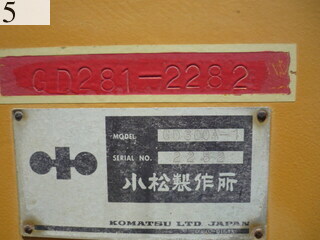 5
GD281-2282
MODEL
SERIAL NO.
小松製作所
KOMATSU LTD JAPAN